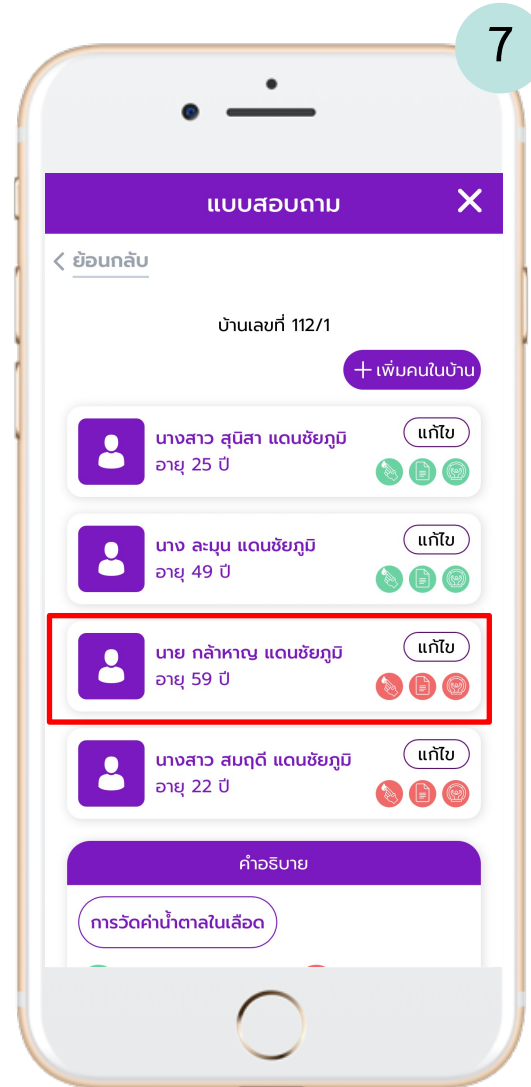 7
แบบสอบถาม
ย้อนกลับ
บ้านเลขที่ 112/1
+ เพิ่มคนในบ้าน
นางสาว สุนิสา แดนชัยภูมิ
แก้ไข
อายุ 25 ปี
นาง ละมุน แดนชัยภูมิ
แก้ไข
อายุ 49 ปี
นาย กล้าหาญ แดนชัยภูมิ
แก้ไข
อายุ 59 ปี
นางสาว สมฤดี แดนชัยภูมิ
แก้ไข
อายุ 22 ปี
คำอธิบาย
การวัดค่าน้ำตาลในเลือด